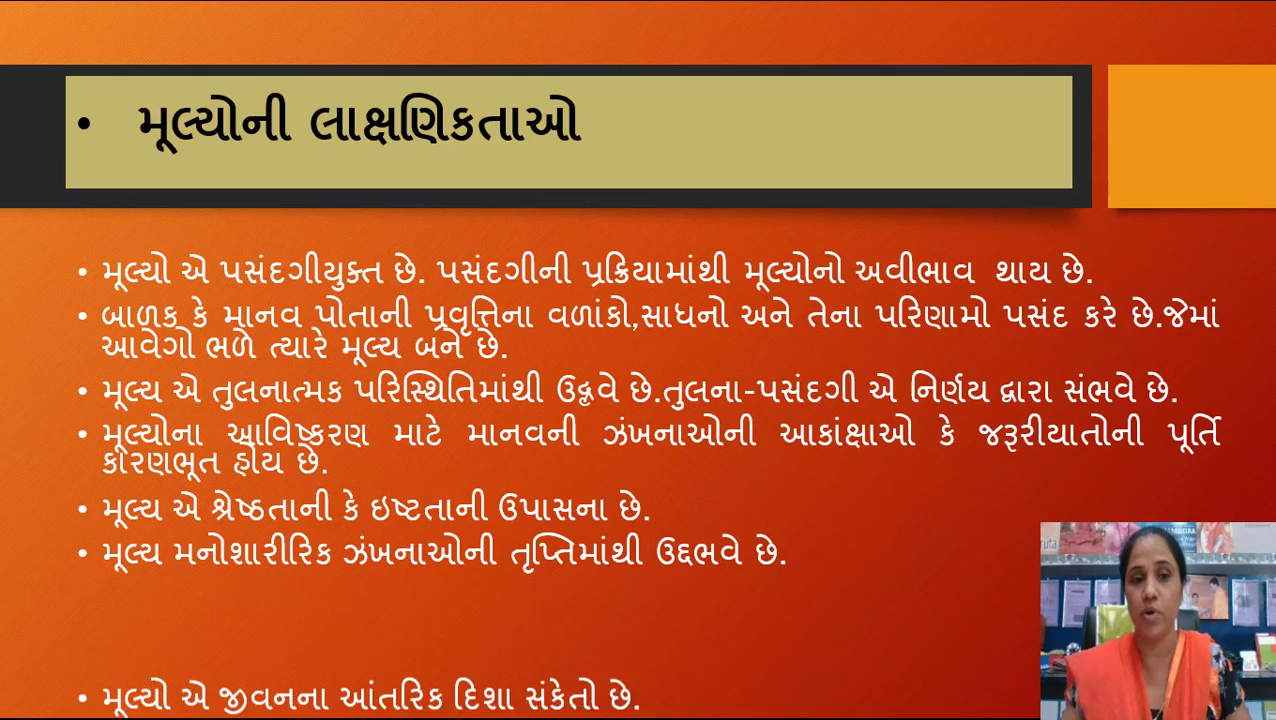 • મૂલ્યોની લાક્ષણિકતાઓ
• મૂલ્યો એ પસંદગીયુક્ત છે. પસંદગીની પ્રક્રિયામાંથી મૂલ્યોનો અવીભાવ થાય છે.
• બાળક કે માનવ પોતાની પ્રવૃત્તિના વળાંકો,સાધનો અને તેના પરિણામો પસંદ કરે છે.જેમાં
આવેગો ભળે ત્યારે મૂલ્ય બને છે.
• મૂલ્ય એ તુલનાત્મક પરિસ્થિતિમાંથી ઉદ્ભવે છે.તુલના-પસંદગી એ નિર્ણય દ્વારા સંભવે છે.
• મૂલ્યોના આવિષ્કરણ માટે માનવની ઝંખનાઓની આકાંક્ષાઓ કે જરૂરીયાતોની પૂર્તિ
કારણભૂત હોય છે.
• મૂલ્ય એ શ્રેષ્ઠતાની કે ઇષ્ટતાની ઉપાસના છે.
• મૂલ્ય મનોશારીરિક ઝંખનાઓની તૃપ્તિમાંથી ઉદ્દભવે છે.
• મૂલ્યો એ જીવનના આંતરિક દિશા સંકેતો છે.